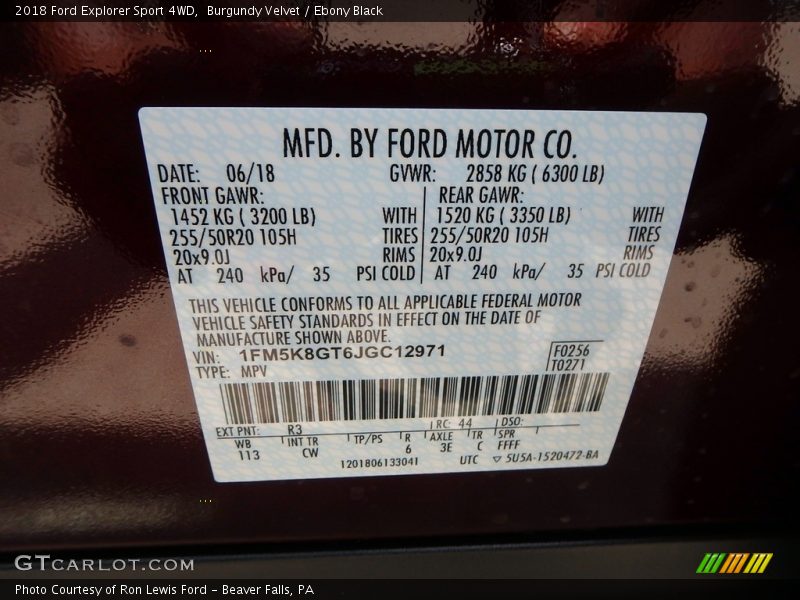 2018 Ford Explorer Sport 4WD, Burgundy Velvet / Ebony Black
MFD. BY FORD MOTOR CO.
DATE: 06/18 GVWR: 2858 KG ( 6300 LB)
FRONT GAWR: REAR GAWR:
1452 KG ( 3200 LB) WITH 1520 KG ( 3350 LB) WITH
255/50R20 105H TIRES 255/50R20 105H TIRES
20x9.0J RIMS 20x9.0J RIMS
AT 240 kPa/ 35 PSI COLD AT 240 kPa/ 35 PSI COLD
THIS VEHICLE CONFORMS TO ALL APPLICABLE FEDERAL MOTOR
VEHICLE SAFETY STANDARDS IN EFFECT ON THE DATE OF
MANUFACTURE SHOWN ABOVE.
VIN: 1FM5K8GT6JGC12971 F0256
TYPE: MPV T0271
EXT PNT: R3 RC: 44 DSO:
WB INT TR TP/PS R AXLE TR SPR
113 CW 6 3E C FFFF
1201806133041 UTC ▽ 5U5A-1520472-BA
GTCARLOT.COM
Photo Courtesy of Ron Lewis Ford - Beaver Falls, PA